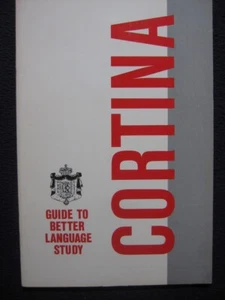 CORTINA
GUIDE TO
BETTER
LANGUAGE
STUDY